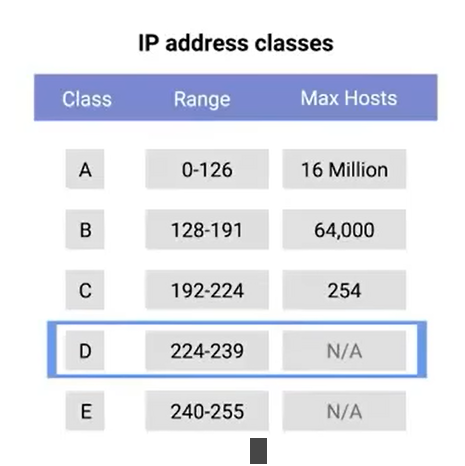 IP address classes
Class Range Max Hosts
A 0-126 16 Million
B 128-191 64,000
C 192-224 254
D 224-239 N/A
E 240-255 N/A